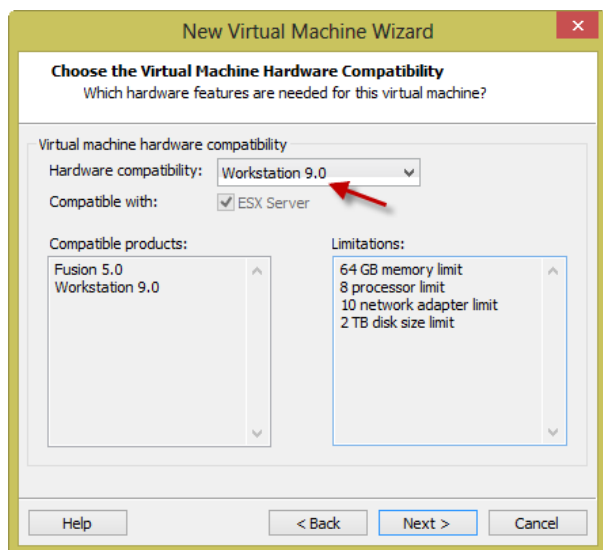 New Virtual Machine Wizard
Choose the Virtual Machine Hardware Compatibility
Which hardware features are needed for this virtual machine?
Virtual machine hardware compatibility
Hardware compatibility: Workstation 9.0
Compatible with: ESX Server
Compatible products:
Fusion 5.0
Workstation 9.0
Limitations:
64 GB memory limit
8 processor limit
10 network adapter limit
2 TB disk size limit
Help < Back Next > Cancel